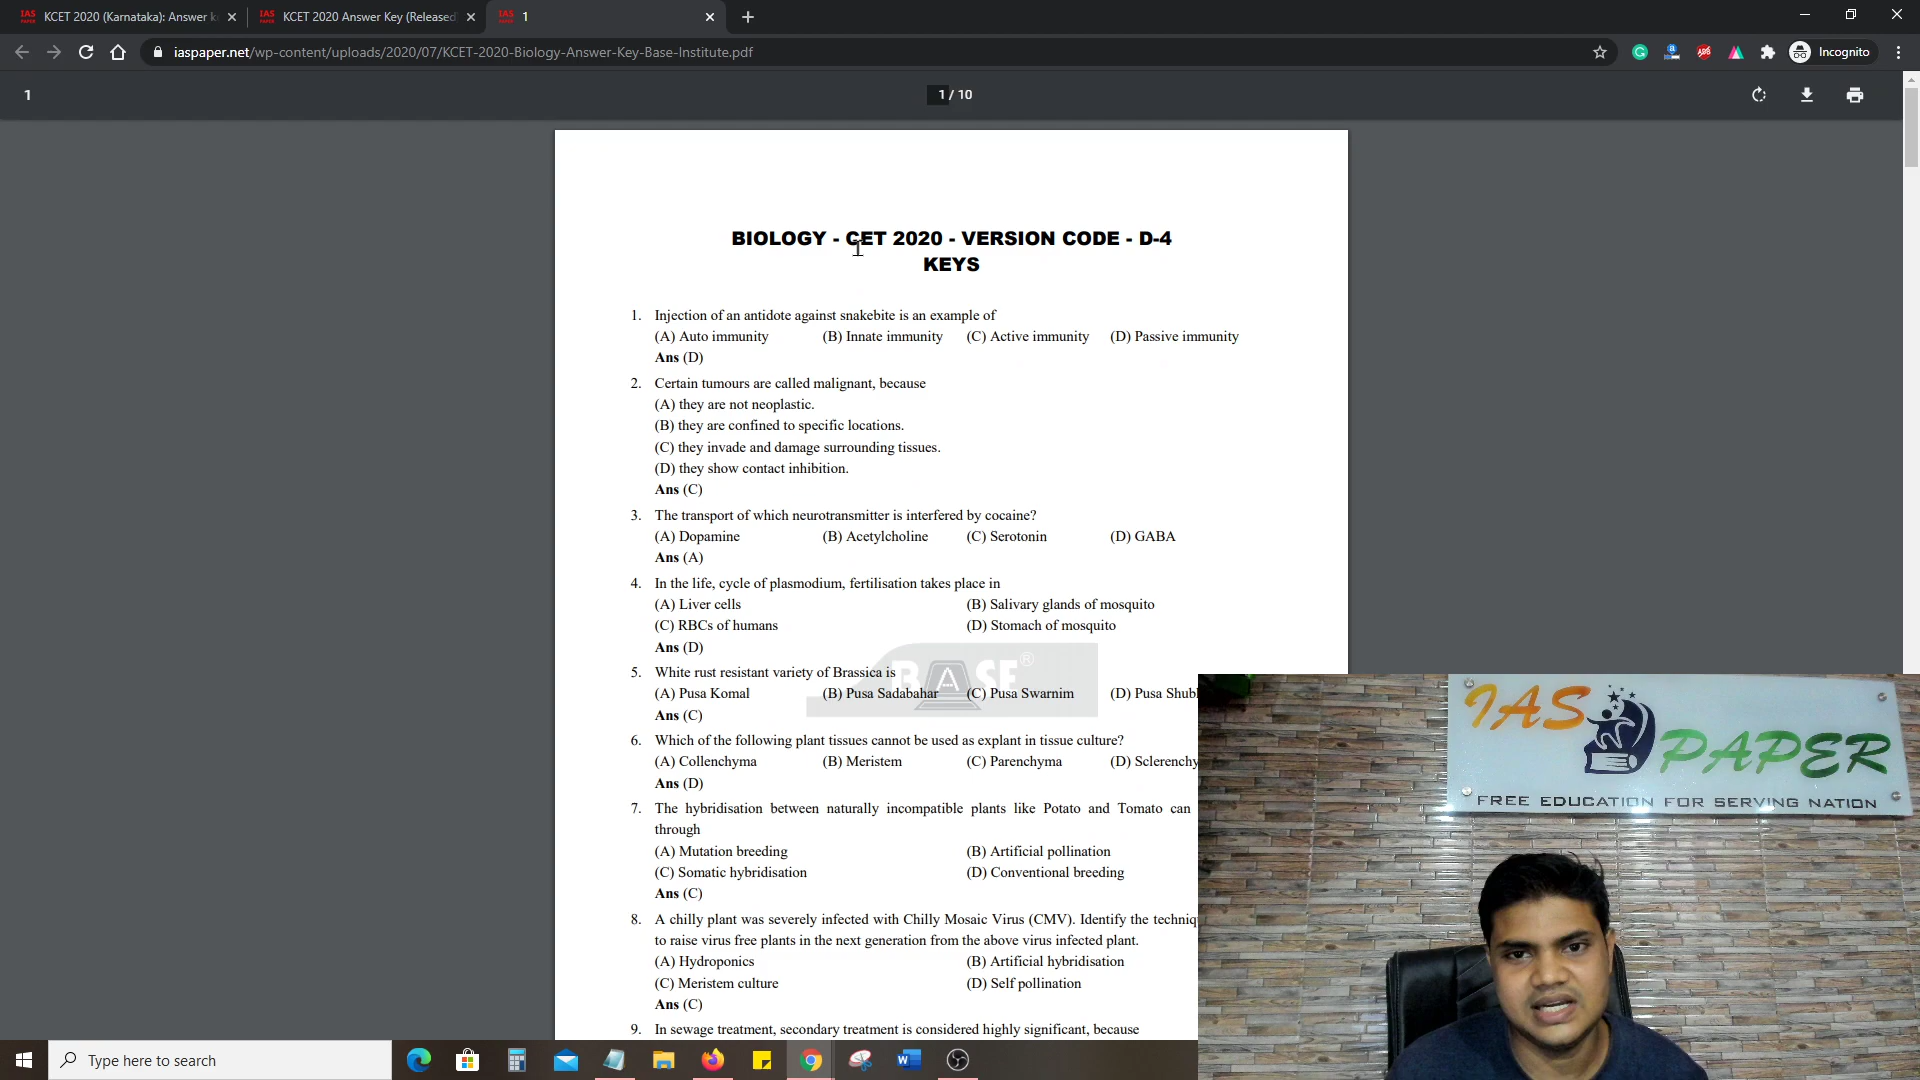 KCET 2020 (Karnataka): Answer k
KCET 2020 Answer Key (Released
1
iaspaper.net/wp-content/uploads/2020/07/KCET-2020-Biology-Answer-Key-Base-Institute.pdf
Incognito
1
1 / 10
BIOLOGY - CET 2020 - VERSION CODE - D-4
KEYS
1. Injection of an antidote against snakebite is an example of
(A) Auto immunity (B) Innate immunity (C) Active immunity (D) Passive immunity
Ans (D)
2. Certain tumours are called malignant, because
(A) they are not neoplastic.
(B) they are confined to specific locations.
(C) they invade and damage surrounding tissues.
(D) they show contact inhibition.
Ans (C)
3. The transport of which neurotransmitter is interfered by cocaine?
(A) Dopamine (B) Acetylcholine (C) Serotonin (D) GABA
Ans (A)
4. In the life, cycle of plasmodium, fertilisation takes place in
(A) Liver cells (B) Salivary glands of mosquito
(C) RBCs of humans (D) Stomach of mosquito
Ans (D)
BASE®
5. White rust resistant variety of Brassica is
(A) Pusa Komal (B) Pusa Sadabahar (C) Pusa Swarnim (D) Pusa Shubh
Ans (C)
6. Which of the following plant tissues cannot be used as explant in tissue culture?
(A) Collenchyma (B) Meristem (C) Parenchyma (D) Sclerenchy
Ans (D)
7. The hybridisation between naturally incompatible plants like Potato and Tomato can
through
(A) Mutation breeding (B) Artificial pollination
(C) Somatic hybridisation (D) Conventional breeding
Ans (C)
8. A chilly plant was severely infected with Chilly Mosaic Virus (CMV). Identify the techniq
to raise virus free plants in the next generation from the above virus infected plant.
(A) Hydroponics (B) Artificial hybridisation
(C) Meristem culture (D) Self pollination
Ans (C)
9. In sewage treatment, secondary treatment is considered highly significant, because
IAS
PAPER
FREE EDUCATION FOR SERVING NATION
Type here to search